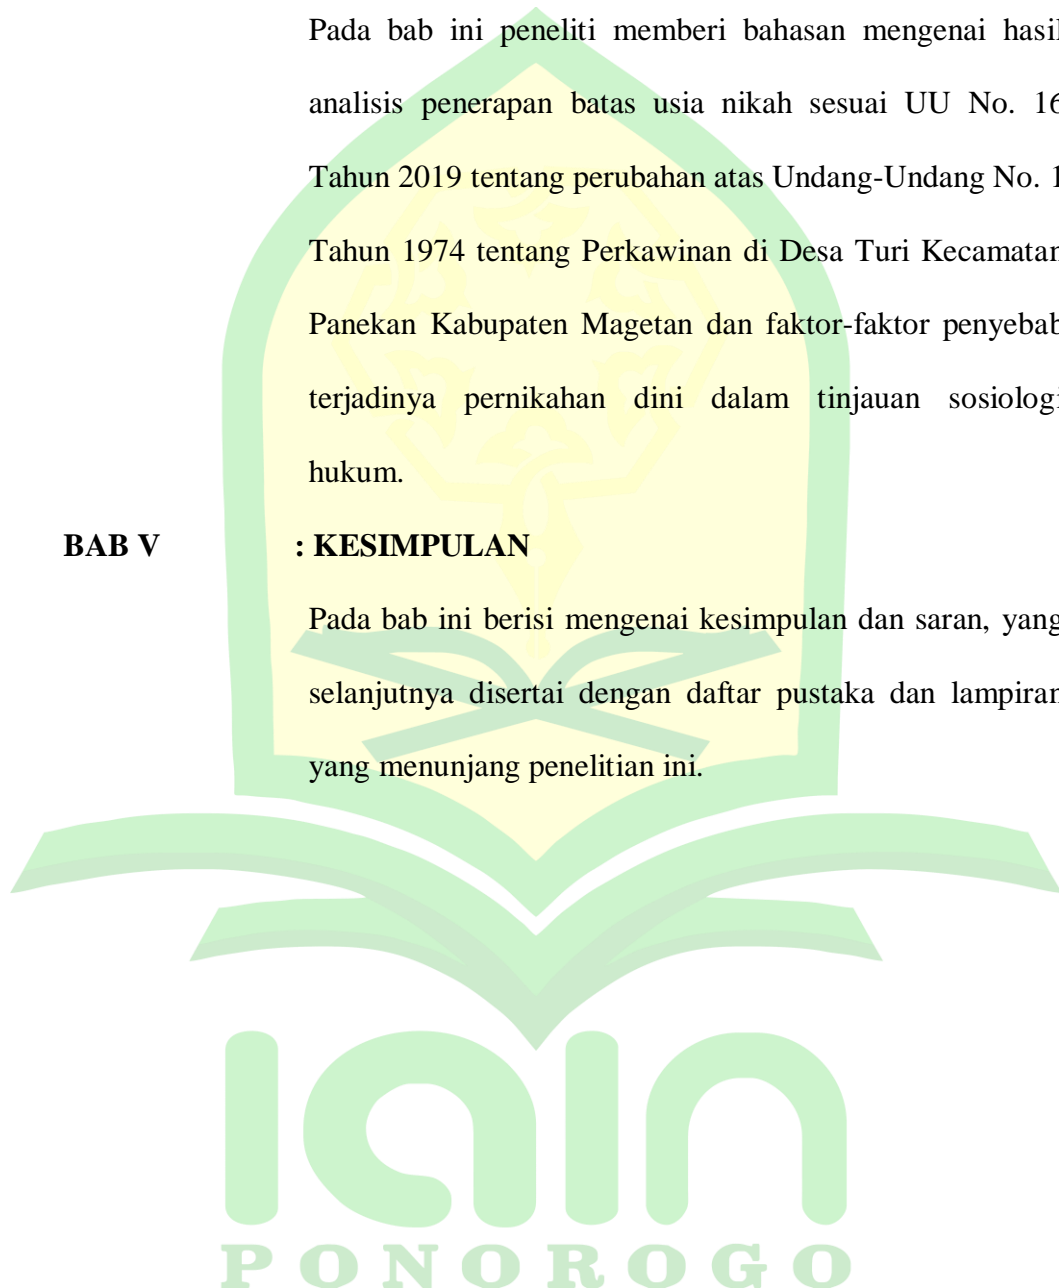 Pada bab ini peneliti memberi bahasan mengenai hasil
analisis penerapan batas usia nikah sesuai UU No. 16
Tahun 2019 tentang perubahan atas Undang-Undang No. 1
Tahun 1974 tentang Perkawinan di Desa Turi Kecamatan
Panekan Kabupaten Magetan dan faktor-faktor penyebab
terjadinya pernikahan dini dalam tinjauan sosiologi
hukum.
BAB V : KESIMPULAN
Pada bab ini berisi mengenai kesimpulan dan saran, yang
selanjutnya disertai dengan daftar pustaka dan lampiran
yang menunjang penelitian ini.
iain
PONOROGO